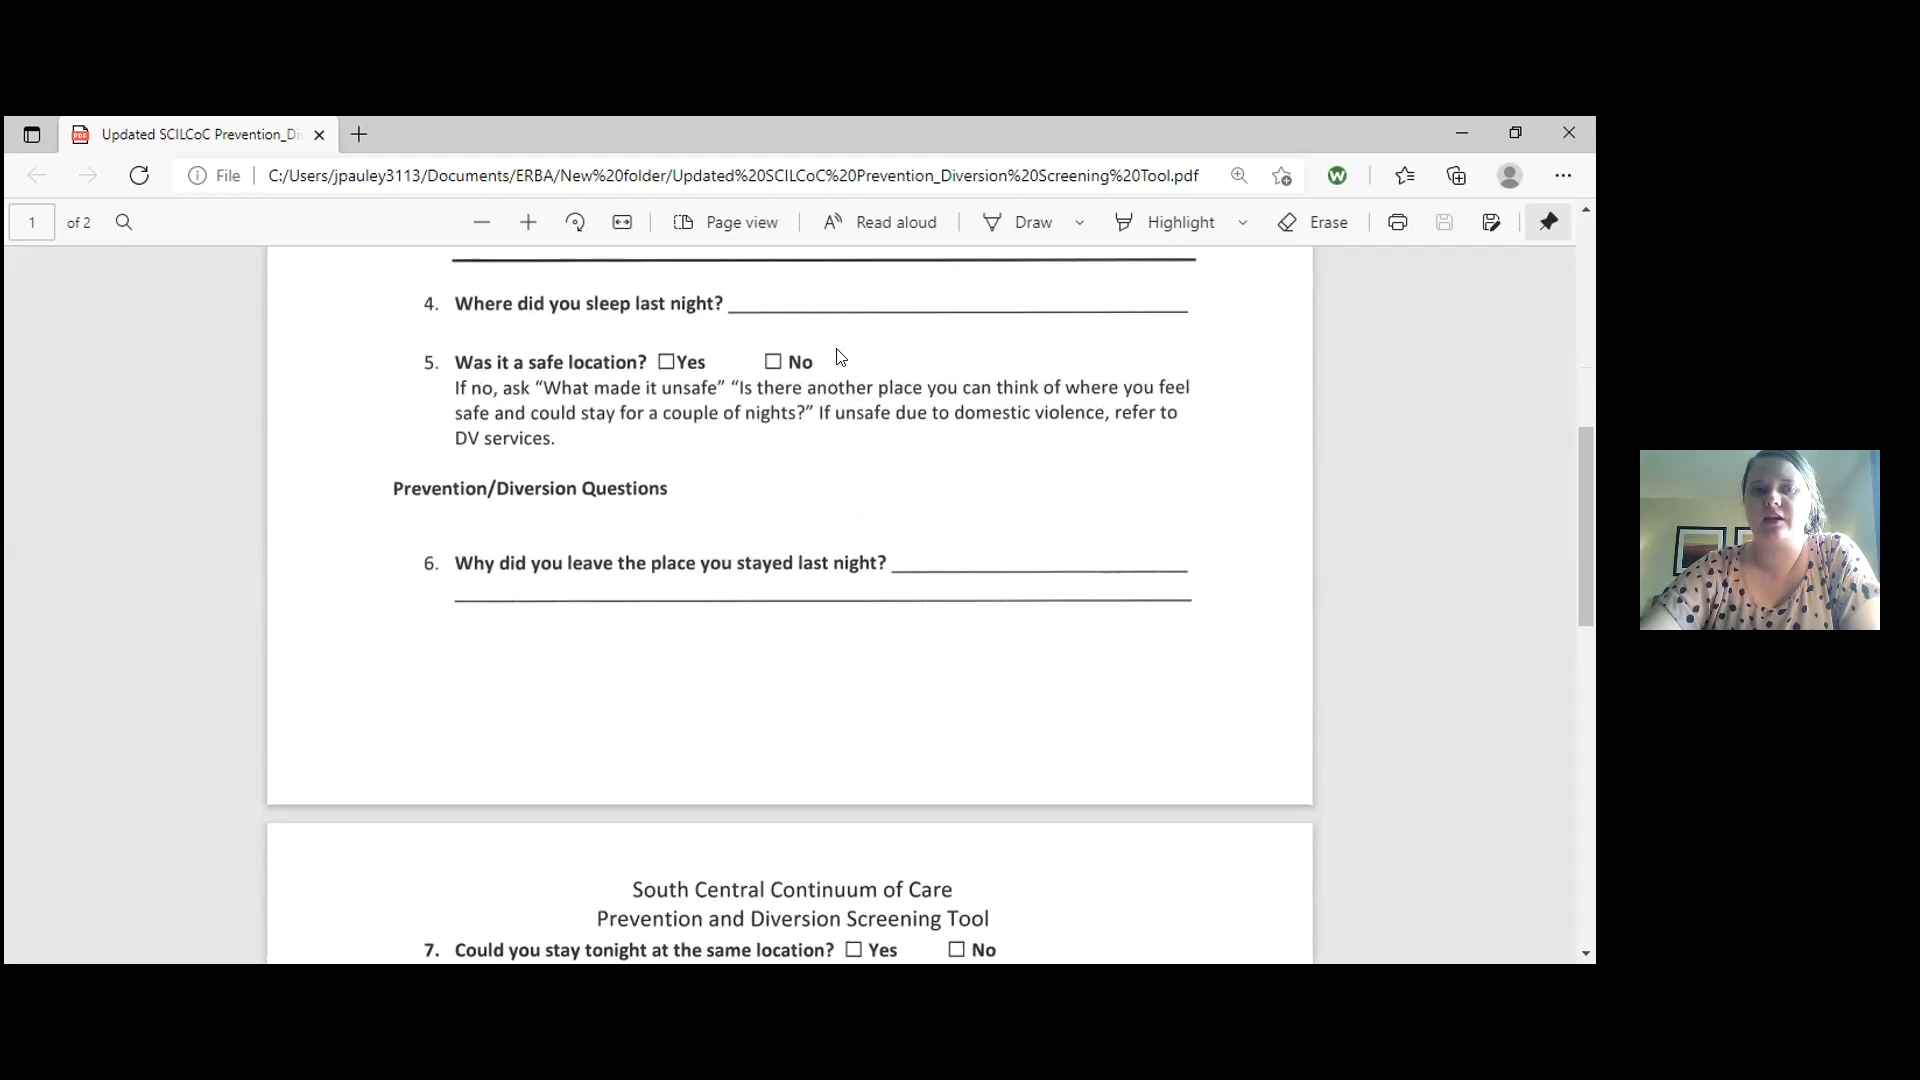 Updated SCILCoC Prevention_Di
File C:/Users/jpauley3113/Documents/ERBA/New%20folder/Updated%20SCILCoC%20Prevention_Diversion%20Screening%20Tool.pdf
W
1 of 2 Page view Read aloud Draw Highlight Erase
4. Where did you sleep last night?
5. Was it a safe location? ☐Yes ☐ No
If no, ask “What made it unsafe” “Is there another place you can think of where you feel
safe and could stay for a couple of nights?” If unsafe due to domestic violence, refer to
DV services.
Prevention/Diversion Questions
6. Why did you leave the place you stayed last night?
South Central Continuum of Care
Prevention and Diversion Screening Tool
7. Could you stay tonight at the same location? ☐ Yes ☐ No